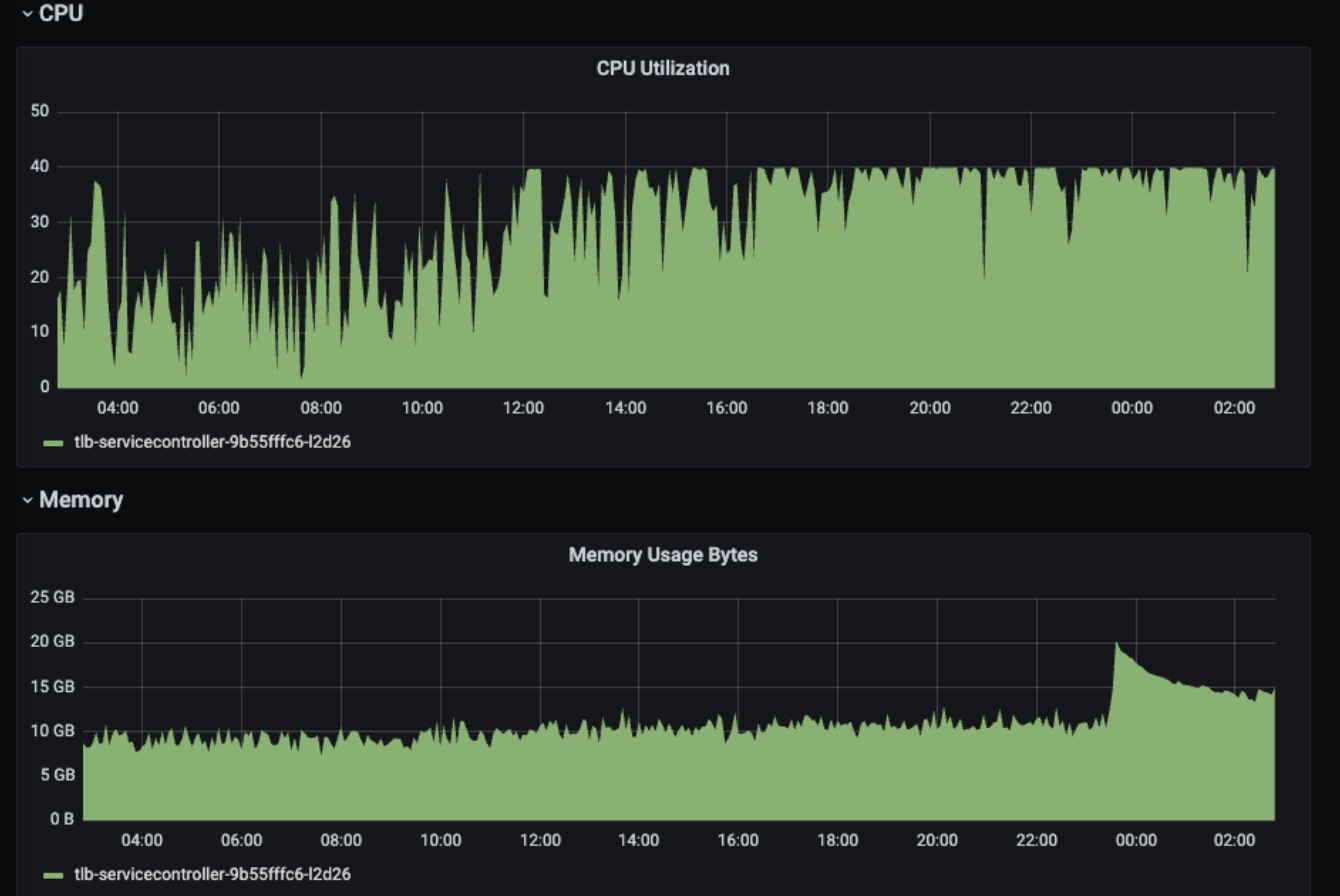 CPU
CPU Utilization
50
40
30
20
10
0
04:00 06:00 08:00 10:00 12:00 14:00 16:00 18:00 20:00 22:00 00:00 02:00
tlb-servicecontroller-9b55fffc6-l2d26
Memory
Memory Usage Bytes
25 GB
20 GB
15 GB
10 GB
5 GB
0 B
04:00 06:00 08:00 10:00 12:00 14:00 16:00 18:00 20:00 22:00 00:00 02:00
tlb-servicecontroller-9b55fffc6-l2d26